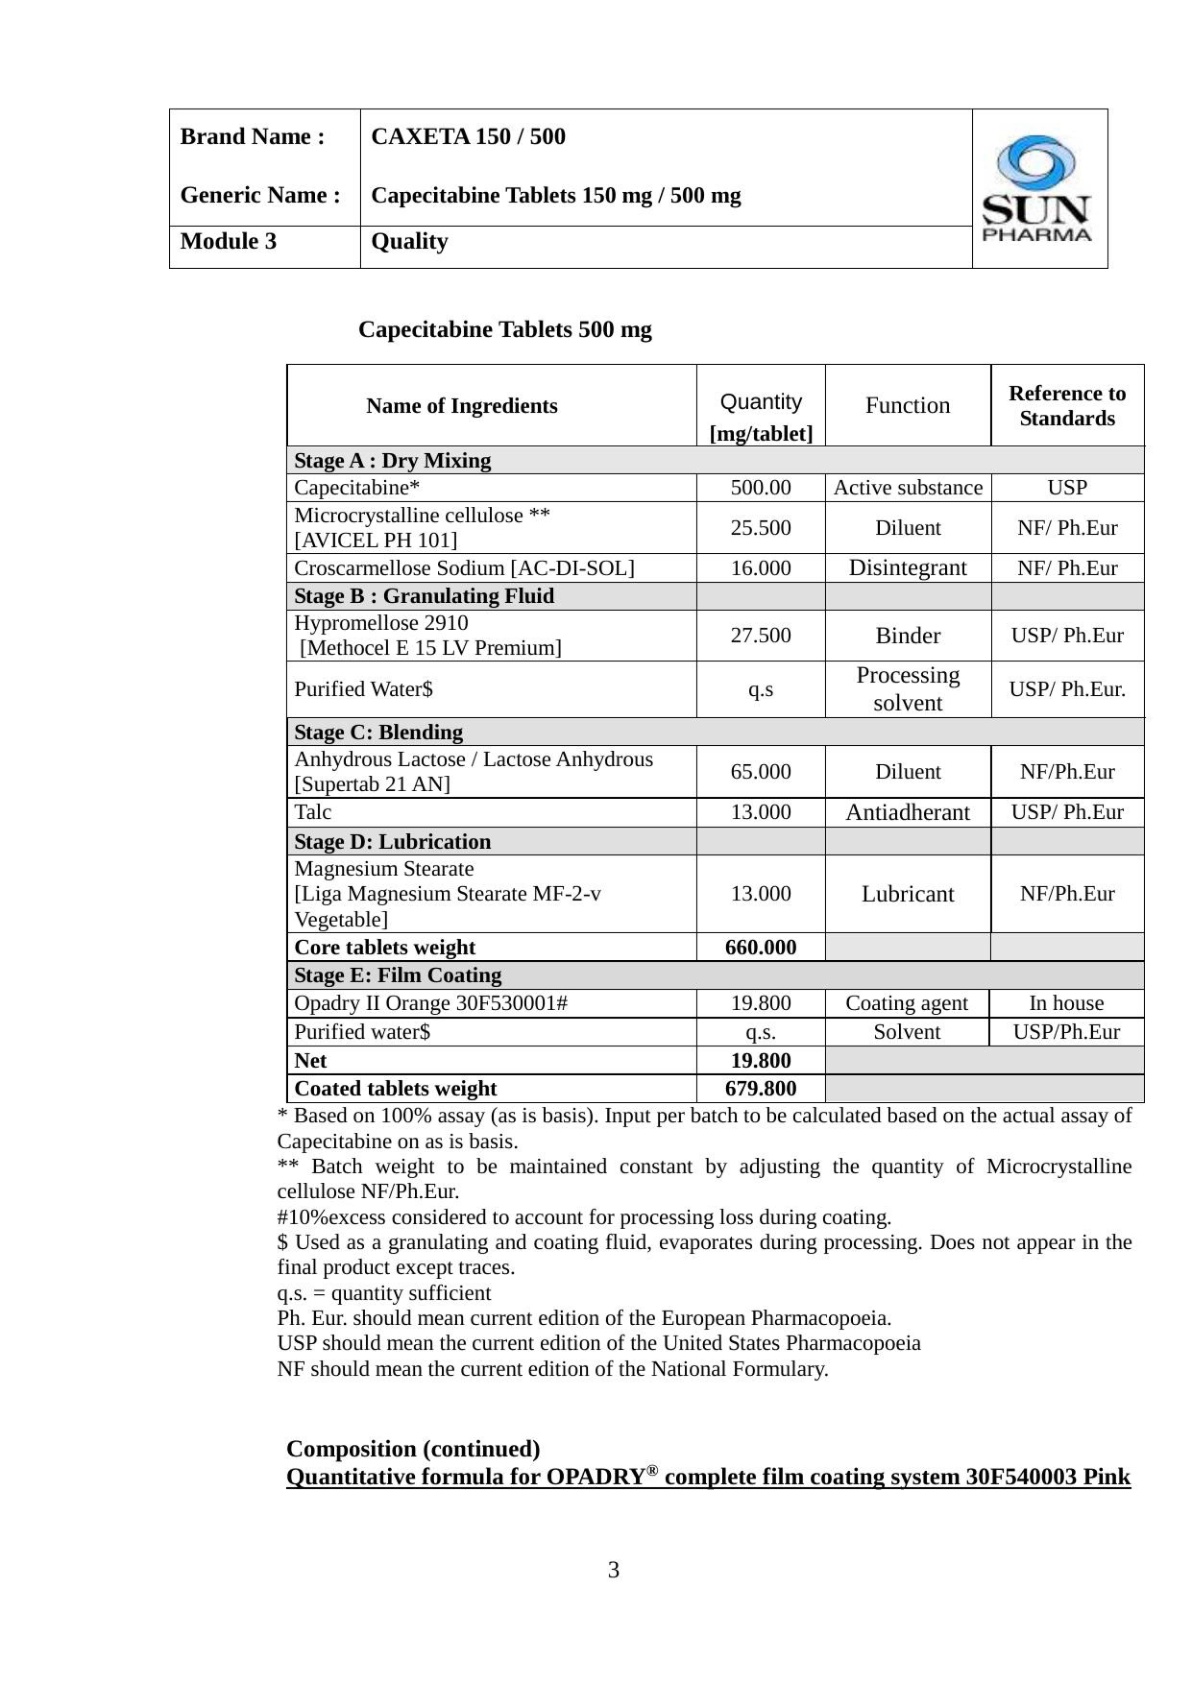 Brand Name : CAXETA 150 / 500
Generic Name : Capecitabine Tablets 150 mg / 500 mg
SUN
PHARMA
Module 3 Quality
Capecitabine Tablets 500 mg
Name of Ingredients Quantity [mg/tablet] Function Reference to Standards
Stage A : Dry Mixing
Capecitabine* 500.00 Active substance USP
Microcrystalline cellulose **
[AVICEL PH 101] 25.500 Diluent NF/ Ph.Eur
Croscarmellose Sodium [AC-DI-SOL] 16.000 Disintegrant NF/ Ph.Eur
Stage B : Granulating Fluid
Hypromellose 2910
[Methocel E 15 LV Premium] 27.500 Binder USP/ Ph.Eur
Purified Water$ q.s Processing solvent USP/ Ph.Eur.
Stage C: Blending
Anhydrous Lactose / Lactose Anhydrous
[Supertab 21 AN] 65.000 Diluent NF/Ph.Eur
Talc 13.000 Antiadherant USP/ Ph.Eur
Stage D: Lubrication
Magnesium Stearate
[Liga Magnesium Stearate MF-2-v
Vegetable] 13.000 Lubricant NF/Ph.Eur
Core tablets weight 660.000
Stage E: Film Coating
Opadry II Orange 30F530001# 19.800 Coating agent In house
Purified water$ q.s. Solvent USP/Ph.Eur
Net 19.800
Coated tablets weight 679.800
* Based on 100% assay (as is basis). Input per batch to be calculated based on the actual assay of
Capecitabine on as is basis.
** Batch weight to be maintained constant by adjusting the quantity of Microcrystalline
cellulose NF/Ph.Eur.
#10%excess considered to account for processing loss during coating.
$ Used as a granulating and coating fluid, evaporates during processing. Does not appear in the
final product except traces.
q.s. = quantity sufficient
Ph. Eur. should mean current edition of the European Pharmacopoeia.
USP should mean the current edition of the United States Pharmacopoeia
NF should mean the current edition of the National Formulary.
Composition (continued)
Quantitative formula for OPADRY® complete film coating system 30F540003 Pink
3